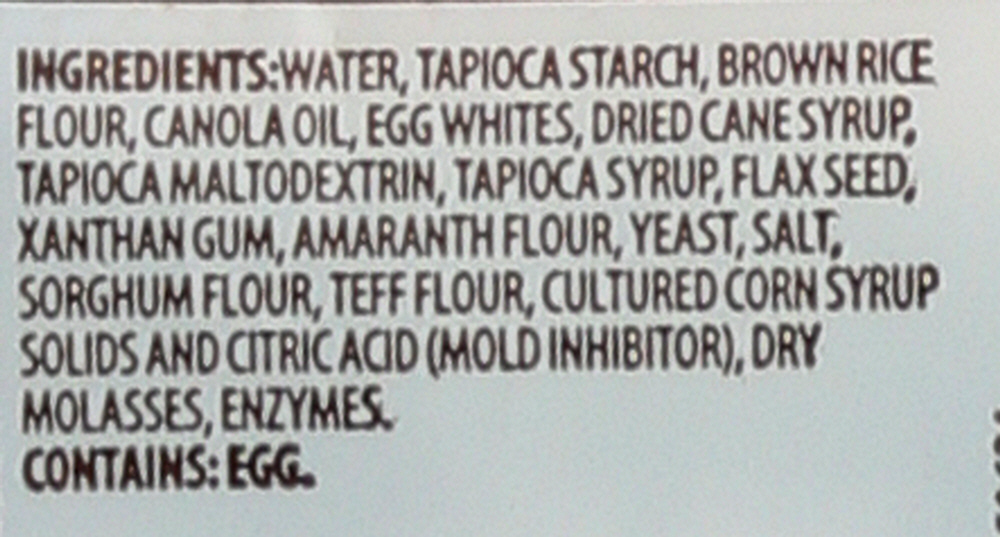 INGREDIENTS:WATER, TAPIOCA STARCH, BROWN RICE
FLOUR, CANOLA OIL, EGG WHITES, DRIED CANE SYRUP,
TAPIOCA MALTODEXTRIN, TAPIOCA SYRUP, FLAX SEED,
XANTHAN GUM, AMARANTH FLOUR, YEAST, SALT,
SORGHUM FLOUR, TEFF FLOUR, CULTURED CORN SYRUP
SOLIDS AND CITRIC ACID (MOLD INHIBITOR), DRY
MOLASSES, ENZYMES.
CONTAINS: EGG.